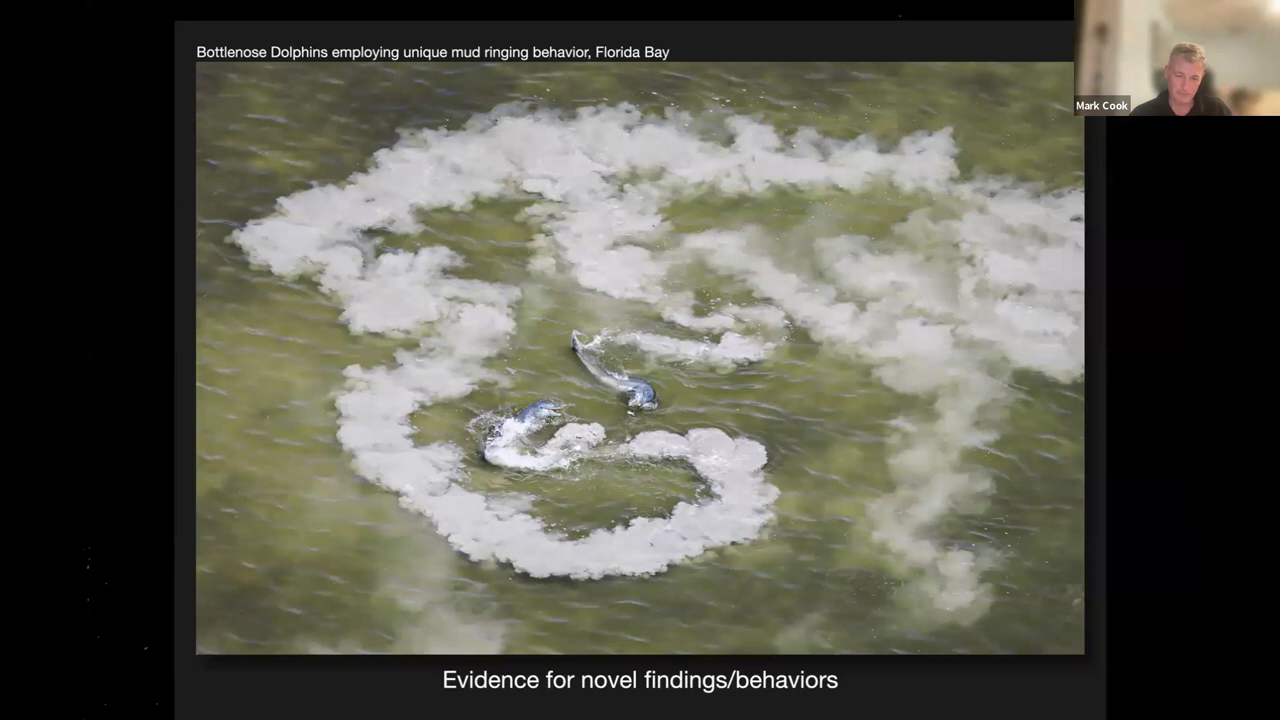 Bottlenose Dolphins employing unique mud ringing behavior, Florida Bay
Mark Cook
Evidence for novel findings/behaviors